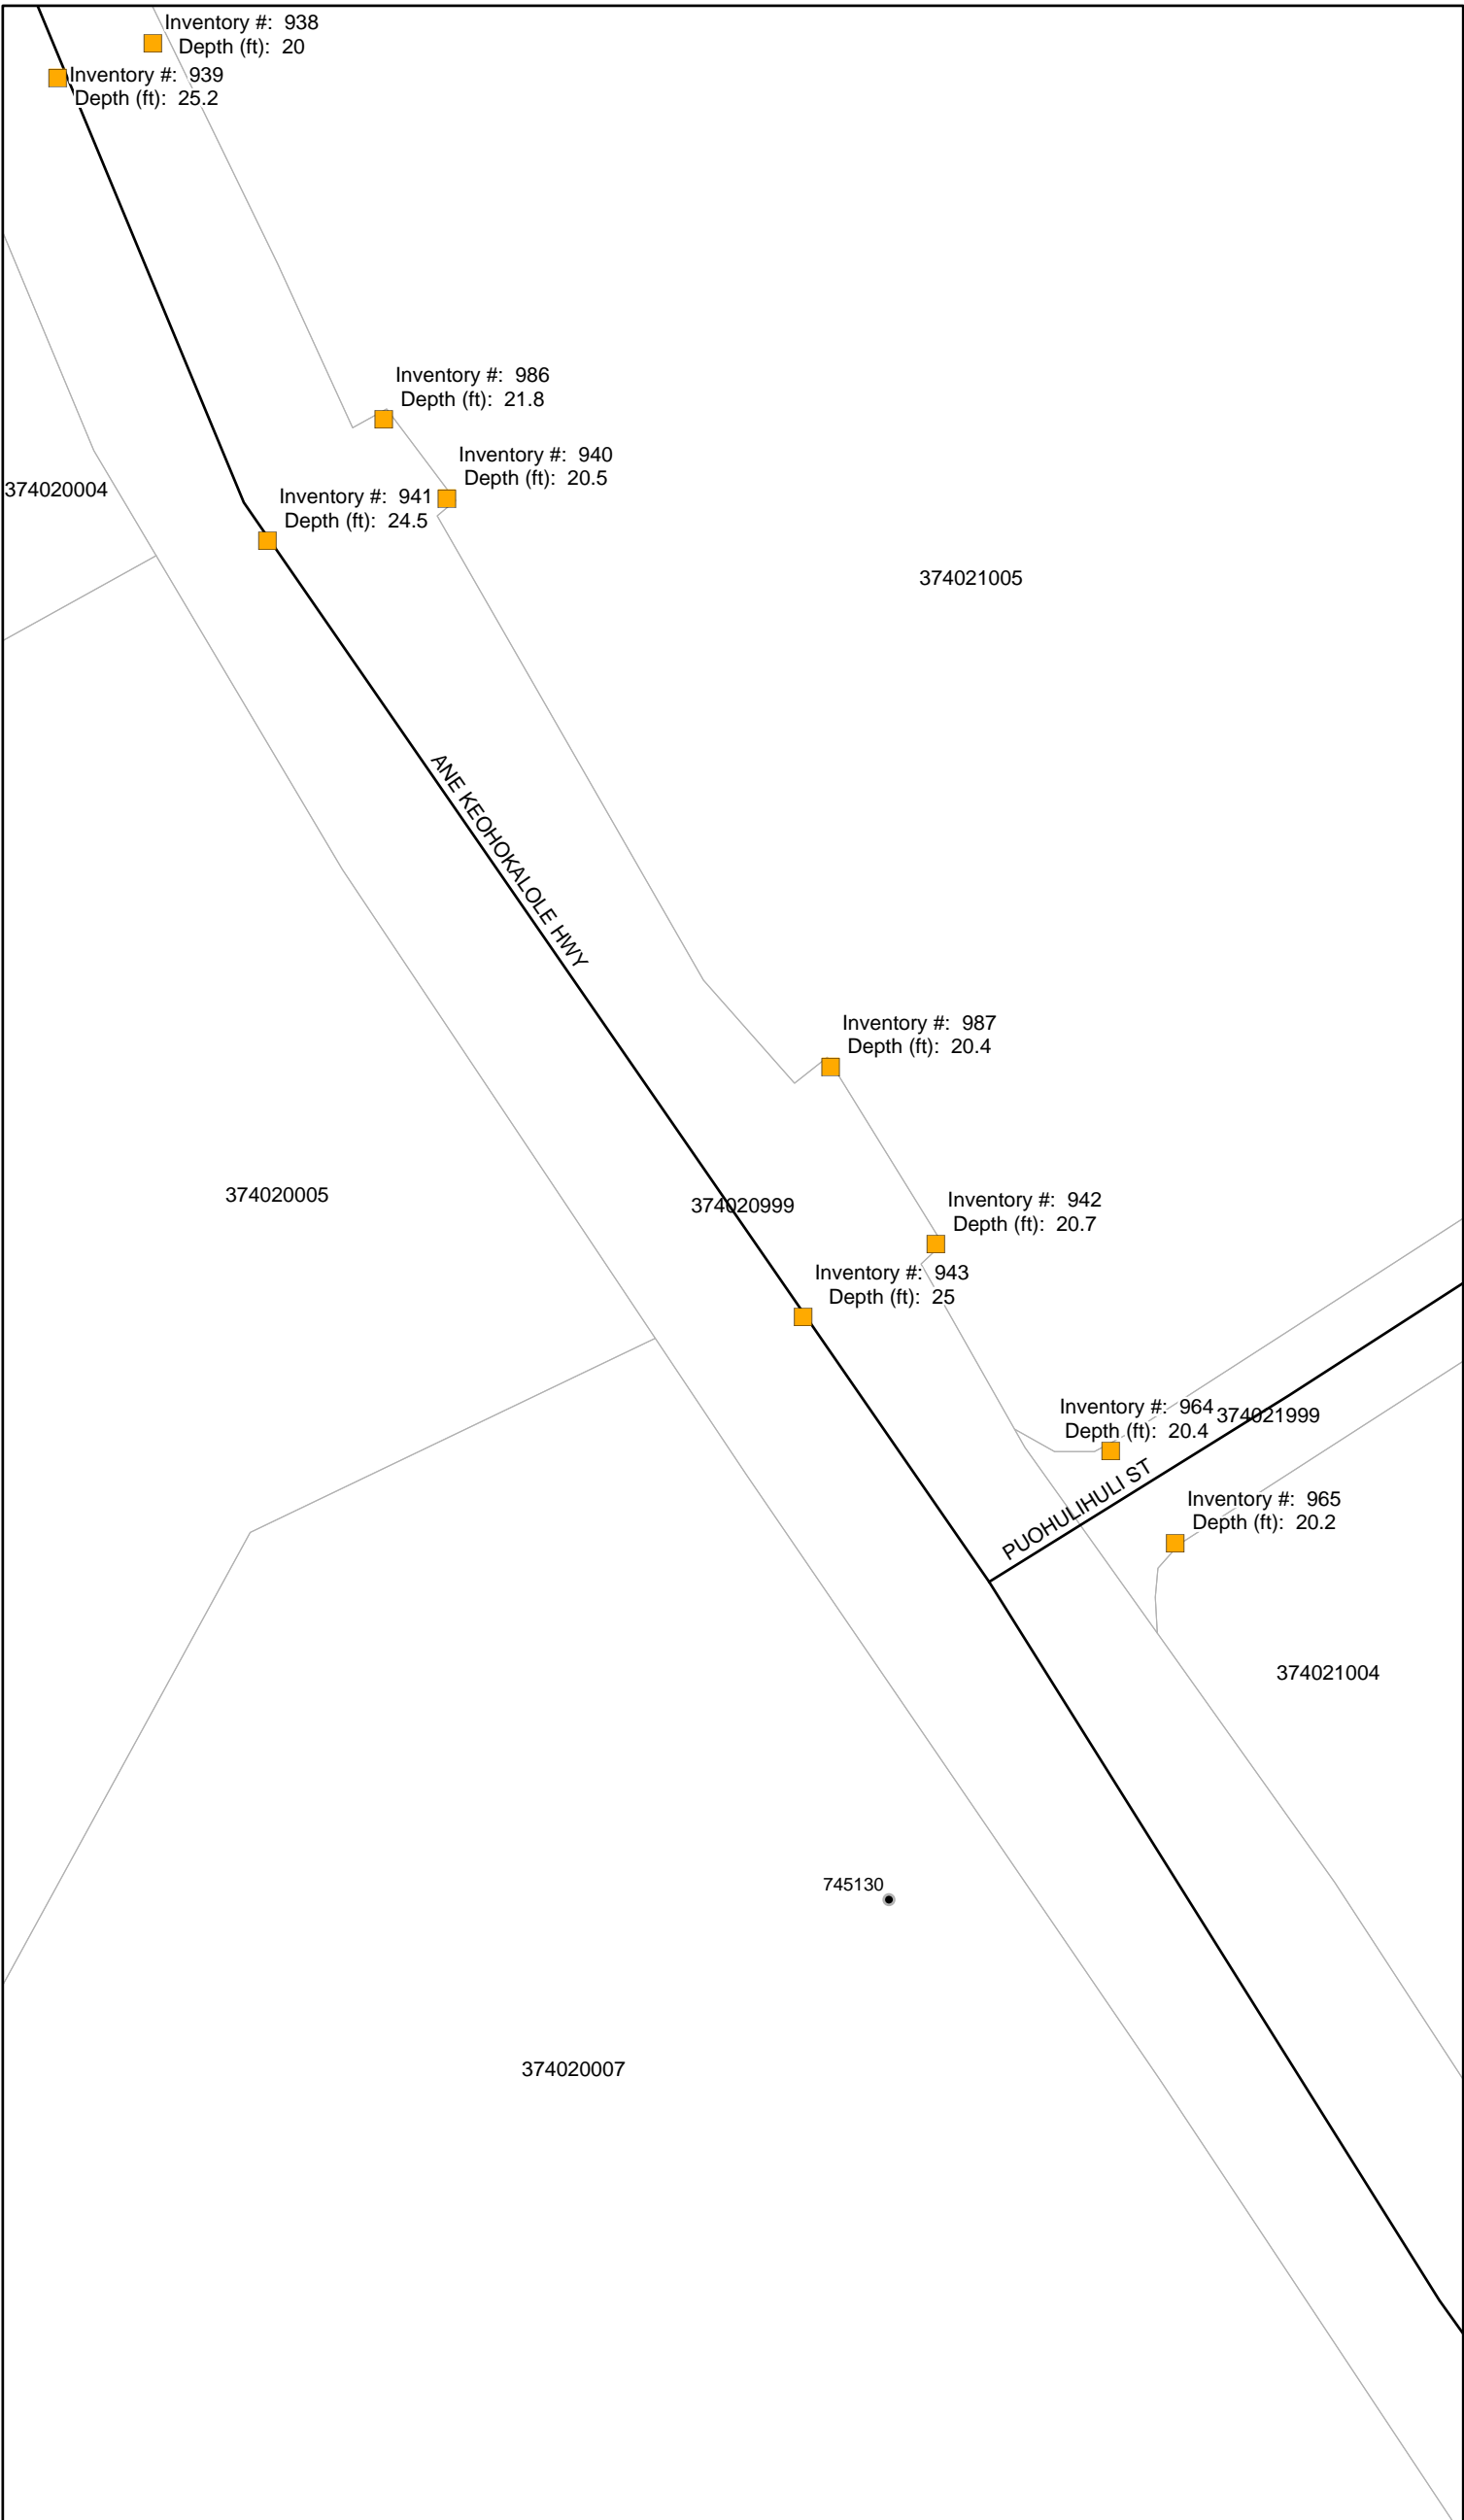 Inventory #:  938
Depth (ft):  20
Inventory #:  939
Depth (ft):  25.2
Inventory #:  986
Depth (ft):  21.8
Inventory #:  940
Depth (ft):  20.5
374020004
Inventory #:  941
Depth (ft):  24.5
374021005
ANE KEOHOKALOLE HWY
Inventory #:  987
Depth (ft):  20.4
374020005
374020999
Inventory #:  942
Depth (ft):  20.7
Inventory #:  943
Depth (ft):  25
Inventory #:  964
Depth (ft):  20.4
374021999
PUOHULIHULI ST
Inventory #:  965
Depth (ft):  20.2
374021004
745130
374020007